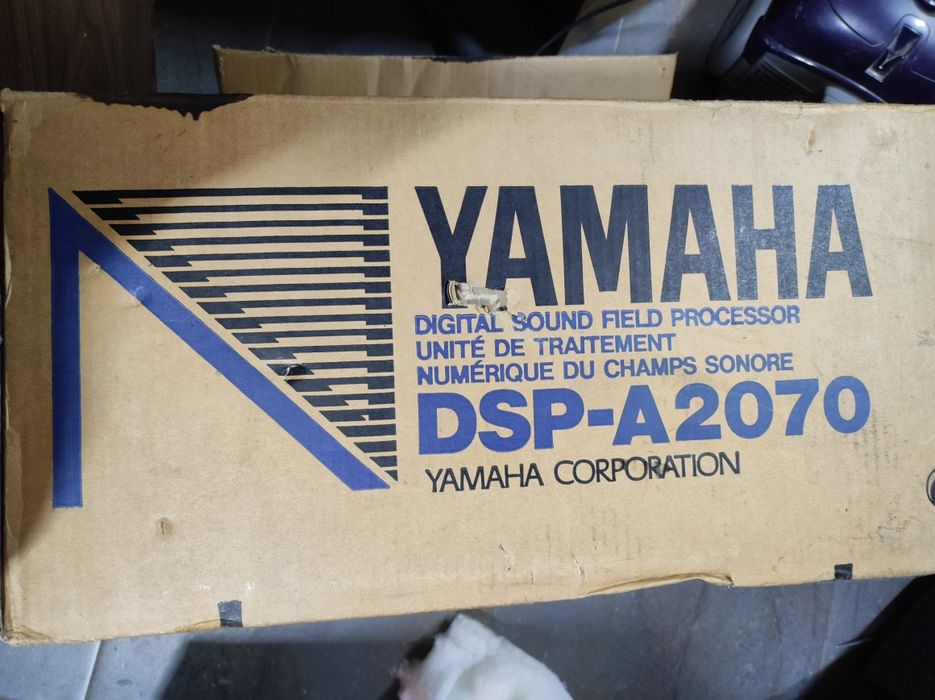 YAMAHA
DIGITAL SOUND FIELD PROCESSOR
UNITÉ DE TRAITEMENT
NUMÉRIQUE DU CHAMPS SONORE
DSP-A2070
YAMAHA CORPORATION